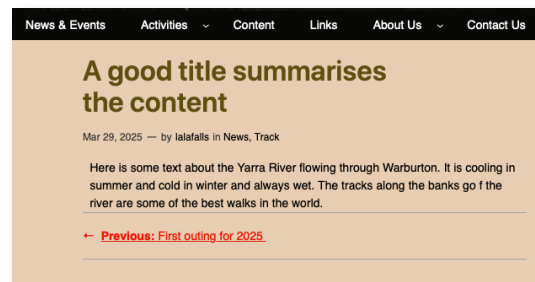 News & Events Activities Content Links About Us Contact Us
A good title summarises
the content
Mar 29, 2025 — by lalafalls in News, Track
Here is some text about the Yarra River flowing through Warburton. It is cooling in
summer and cold in winter and always wet. The tracks along the banks go f the
river are some of the best walks in the world.
← Previous: First outing for 2025